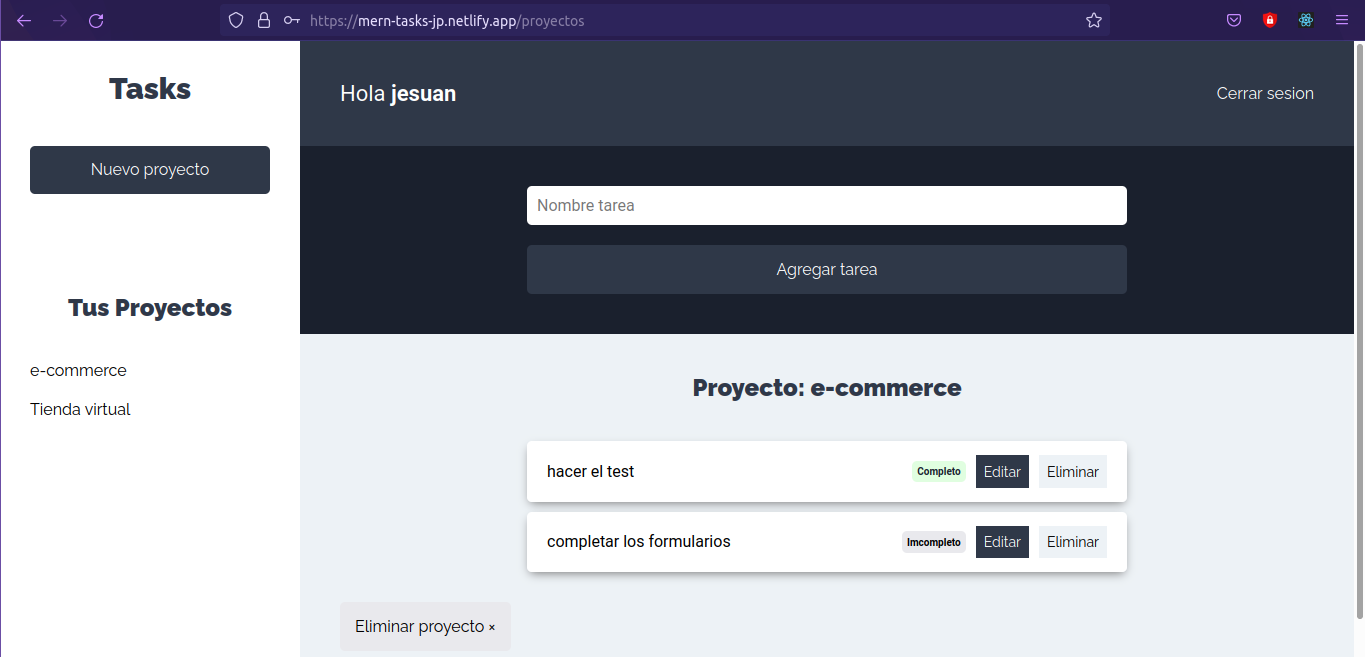 https://mern-tasks-jp.netlify.app/proyectos
Tasks
Nuevo proyecto
Tus Proyectos
e-commerce
Tienda virtual
Hola jesuan
Cerrar sesion
Nombre tarea
Agregar tarea
Proyecto: e-commerce
hacer el test
Completo
Editar
Eliminar
completar los formularios
Imcompleto
Editar
Eliminar
Eliminar proyecto ×